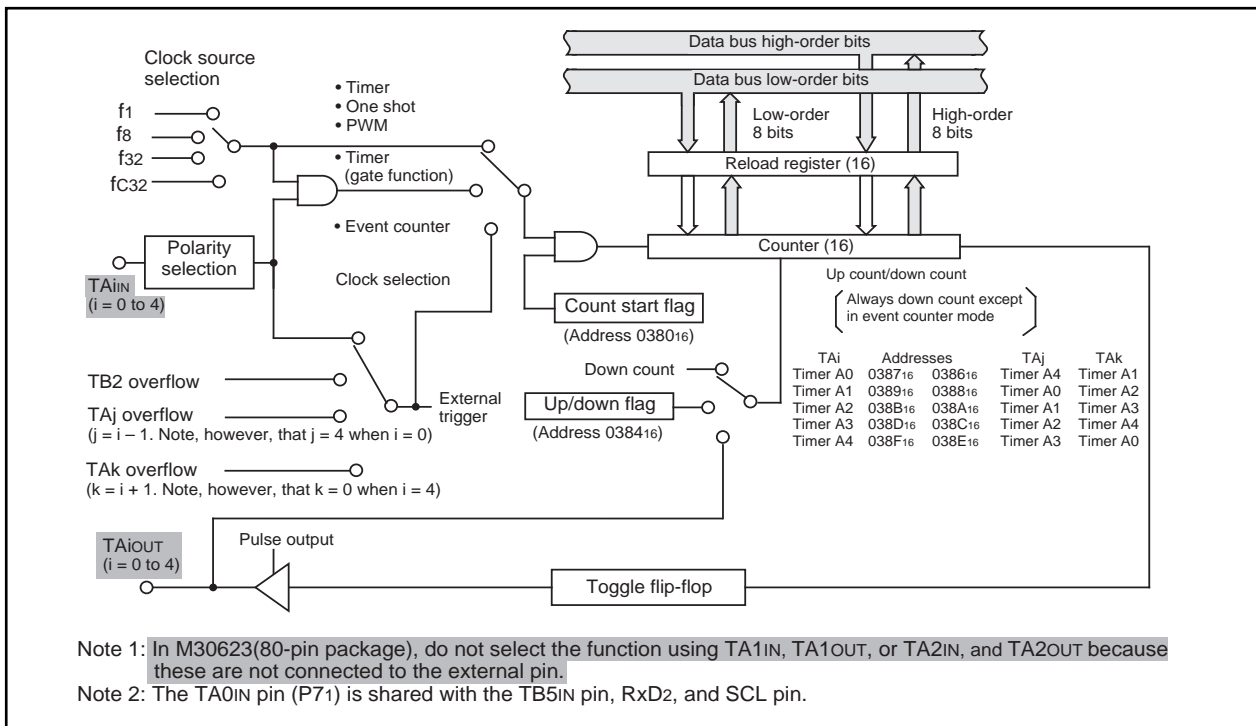 Data bus high-order bits
Data bus low-order bits
Clock source
selection
• Timer
• One shot
• PWM
f1
f8
f32
fC32
Low-order
8 bits
High-order
8 bits
• Timer
(gate function)
Reload register (16)
• Event counter
Counter (16)
Polarity
selection
TAiIN
(i = 0 to 4)
Clock selection
Up count/down count
Always down count except
in event counter mode
Count start flag
(Address 038016)
TAi Addresses TAj TAk
Timer A0 038716 038616 Timer A4 Timer A1
Timer A1 038916 038816 Timer A0 Timer A2
Timer A2 038B16 038A16 Timer A1 Timer A3
Timer A3 038D16 038C16 Timer A2 Timer A4
Timer A4 038F16 038E16 Timer A3 Timer A0
Down count
TB2 overflow
External
trigger
Up/down flag
(Address 038416)
TAj overflow
(j = i – 1. Note, however, that j = 4 when i = 0)
TAk overflow
(k = i + 1. Note, however, that k = 0 when i = 4)
TAiOUT
(i = 0 to 4)
Pulse output
Toggle flip-flop
Note 1: In M30623(80-pin package), do not select the function using TA1IN, TA1OUT, or TA2IN, and TA2OUT because
these are not connected to the external pin.
Note 2: The TA0IN pin (P71) is shared with the TB5IN pin, RxD2, and SCL pin.